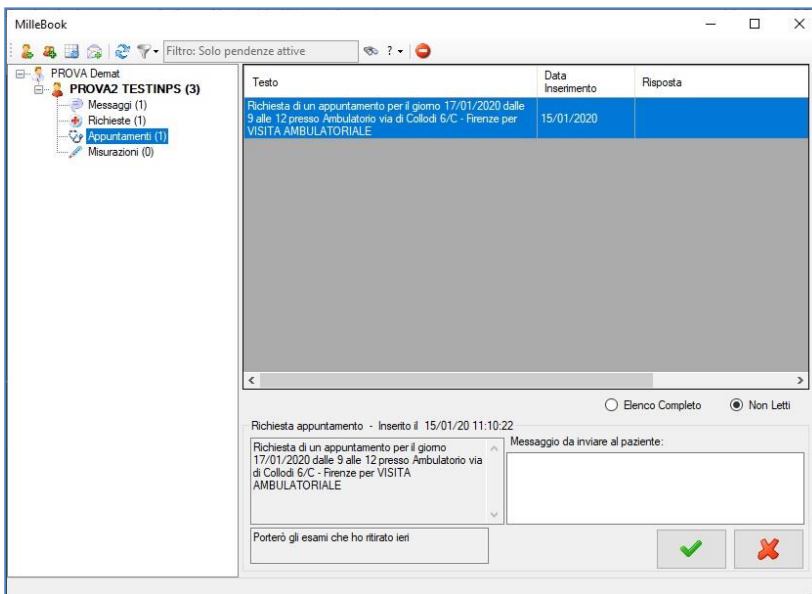 MilleBook
Filtro: Solo pendenze attive
?
PROVA Demat
PROVA2 TESTINPS (3)
Messaggi (1)
Richieste (1)
Appuntamenti (1)
Misurazioni (0)
Testo
Data
Inserimento
Risposta
Richiesta di un appuntamento per il giorno 17/01/2020 dalle
9 alle 12 presso Ambulatorio via di Collodi 6/C - Firenze per
VISITA AMBULATORIALE
15/01/2020
Elenco Completo
Non Letti
Richiesta appuntamento - Inserito il 15/01/20 11:10:22
Richiesta di un appuntamento per il giorno
17/01/2020 dalle 9 alle 12 presso Ambulatorio via
di Collodi 6/C - Firenze per VISITA
AMBULATORIALE
Messaggio da inviare al paziente:
Porterò gli esami che ho ritirato ieri